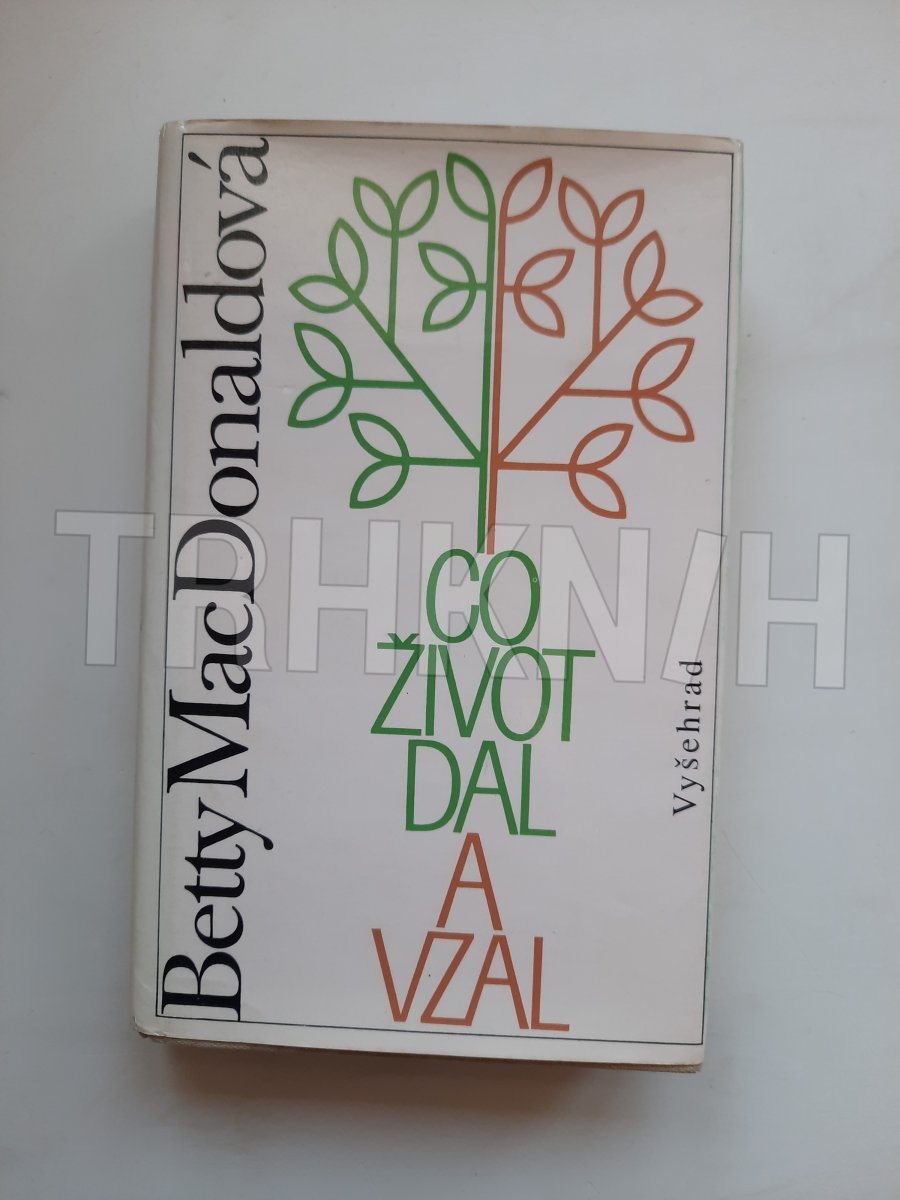 Betty MacDonaldová
CO
ŽIVOT
DAL
A
VZAL
Vyšehrad
TRHKNIH